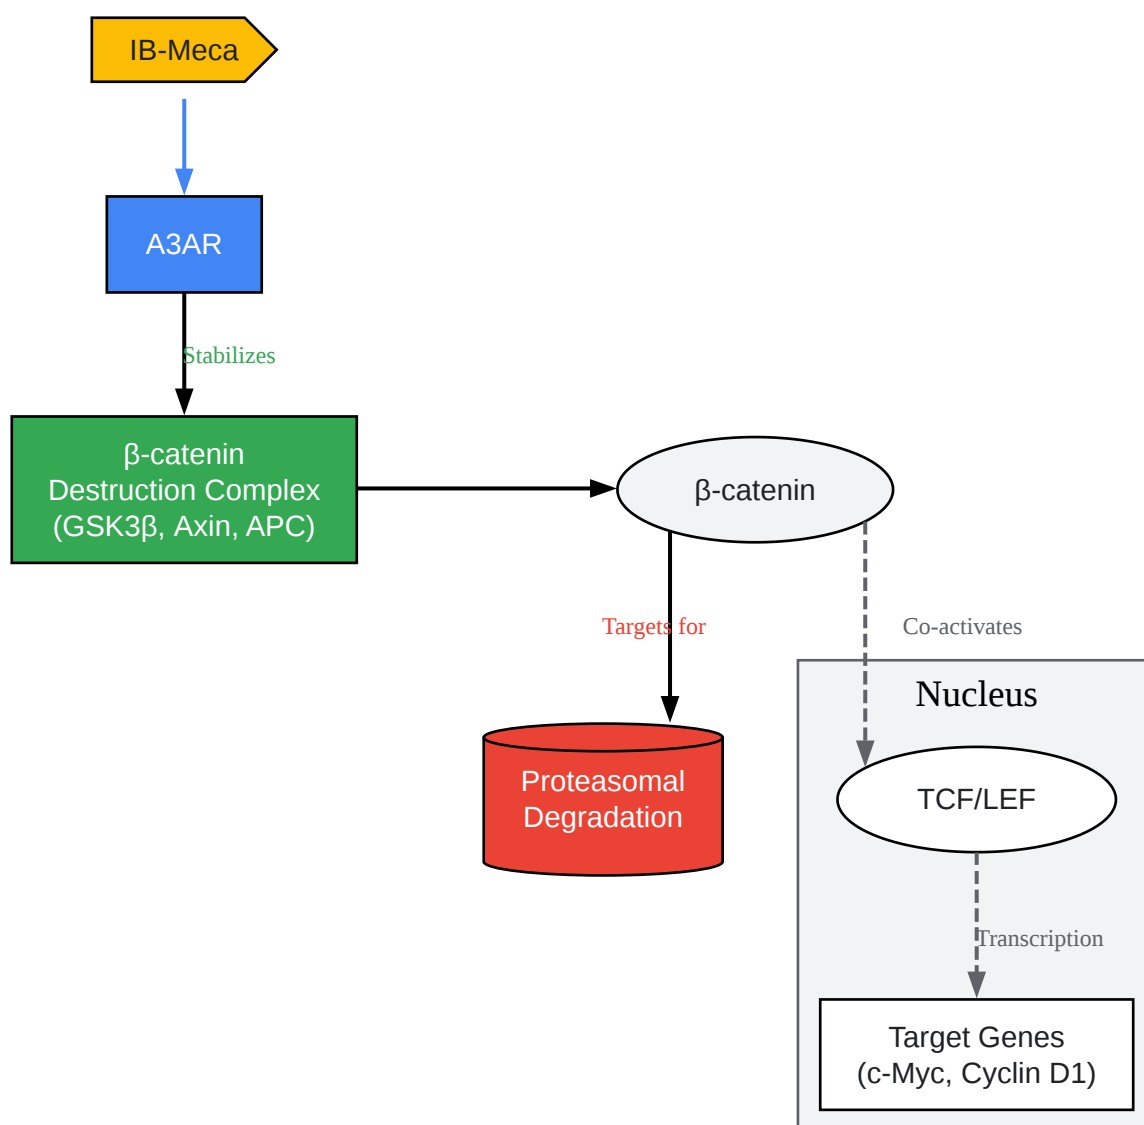 IB-Meca
A3AR
Stabilizes
β-catenin
Destruction Complex
(GSK3β, Axin, APC)
β-catenin
Targets for
Co-activates
Nucleus
Proteasomal
Degradation
TCF/LEF
Transcription
Target Genes
(c-Myc, Cyclin D1)